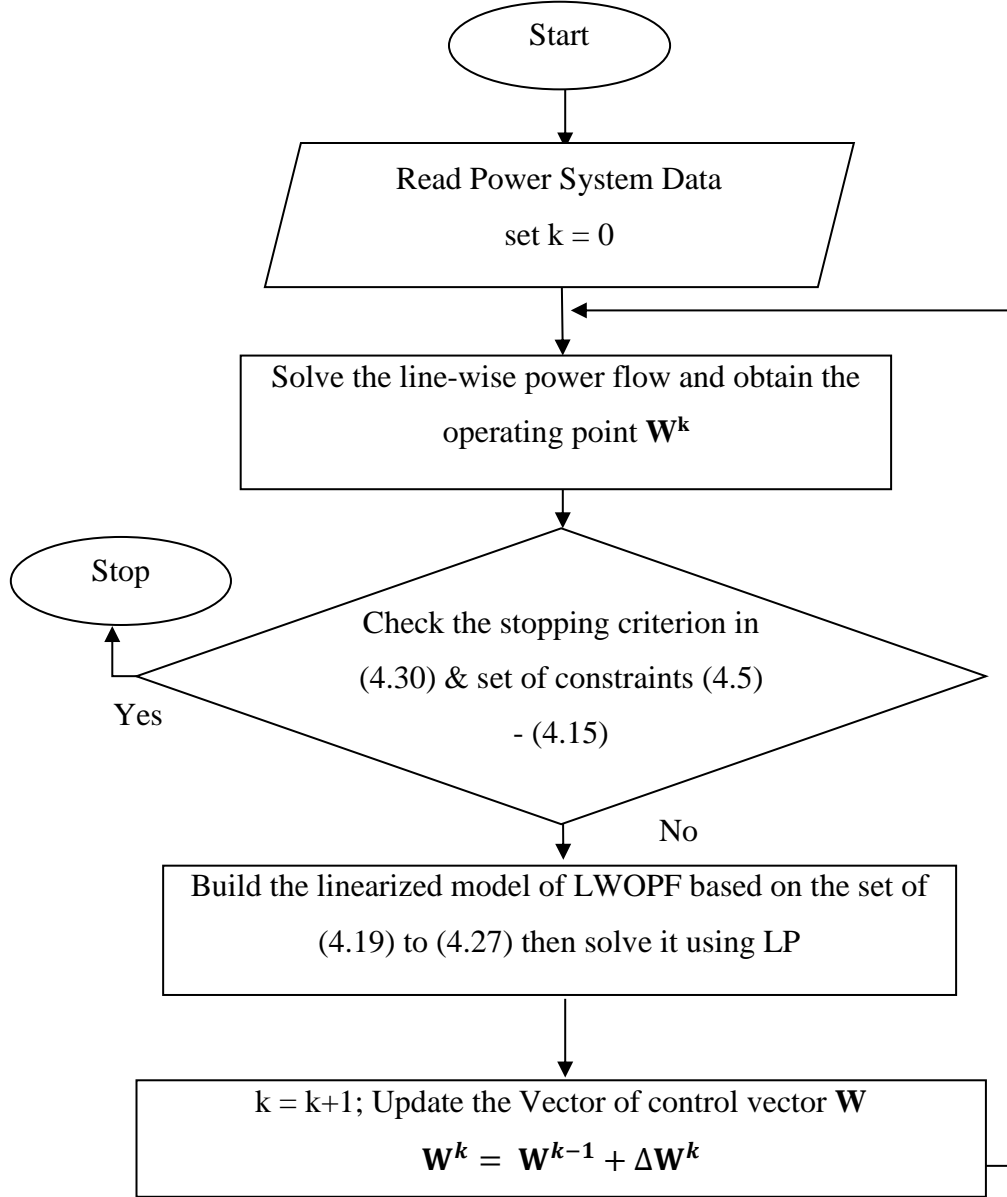 Start
Read Power System Data
set k = 0
Solve the line-wise power flow and obtain the
operating point W^k
Stop
Check the stopping criterion in
(4.30) & set of constraints (4.5)
- (4.15)
Yes
No
Build the linearized model of LWOPF based on the set of
(4.19) to (4.27) then solve it using LP
k = k+1; Update the Vector of control vector W
W^k = W^{k−1} + ΔW^k